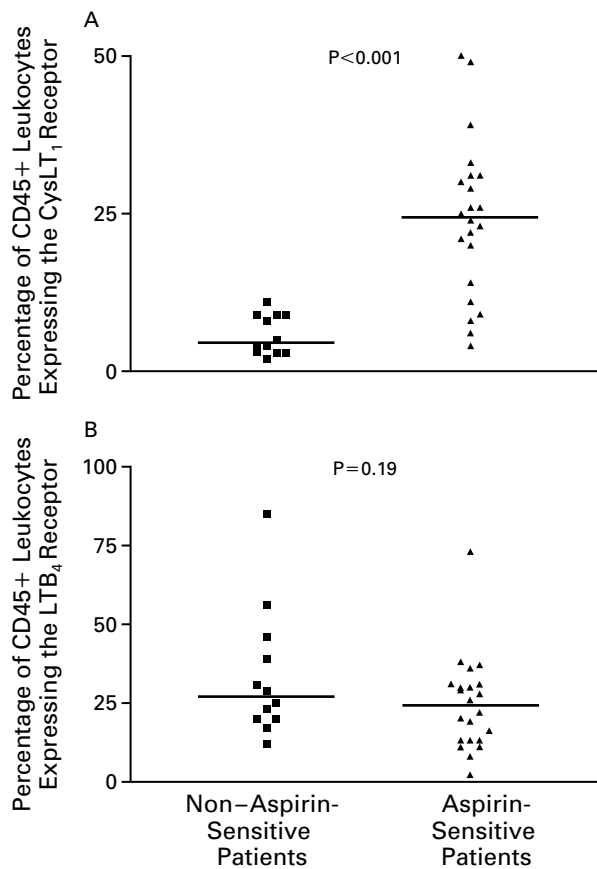 A
Percentage of CD45+ Leukocytes
Expressing the CysLT₁ Receptor
50
25
0
P<0.001
B
Percentage of CD45+ Leukocytes
Expressing the LTB₄ Receptor
100
75
50
25
0
P=0.19
Non–Aspirin-
Sensitive
Patients
Aspirin-
Sensitive
Patients